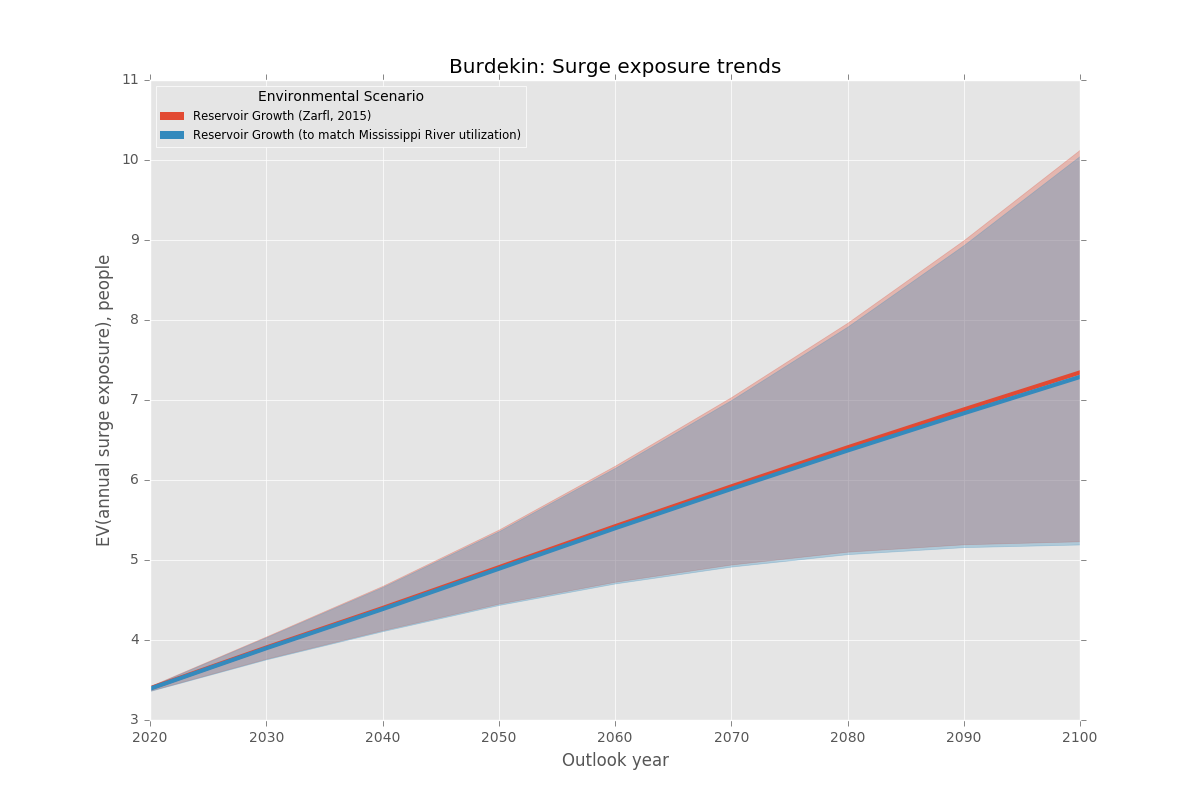 Burdekin: Surge exposure trends
Environmental Scenario
Reservoir Growth (Zarfl, 2015)
Reservoir Growth (to match Mississippi River utilization)
EV(annual surge exposure), people
11
10
9
8
7
6
5
4
3
2020 2030 2040 2050 2060 2070 2080 2090 2100
Outlook year